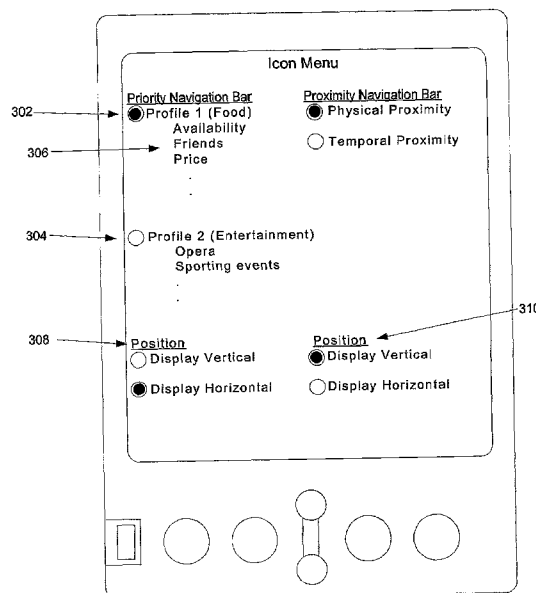 Icon Menu
Priority Navigation Bar
Proximity Navigation Bar
302
Profile 1 (Food)
Physical Proximity
Availability
306
Friends
Temporal Proximity
Price
.
.
304
Profile 2 (Entertainment)
Opera
Sporting events
.
.
310
308
Position
Position
Display Vertical
Display Vertical
Display Horizontal
Display Horizontal